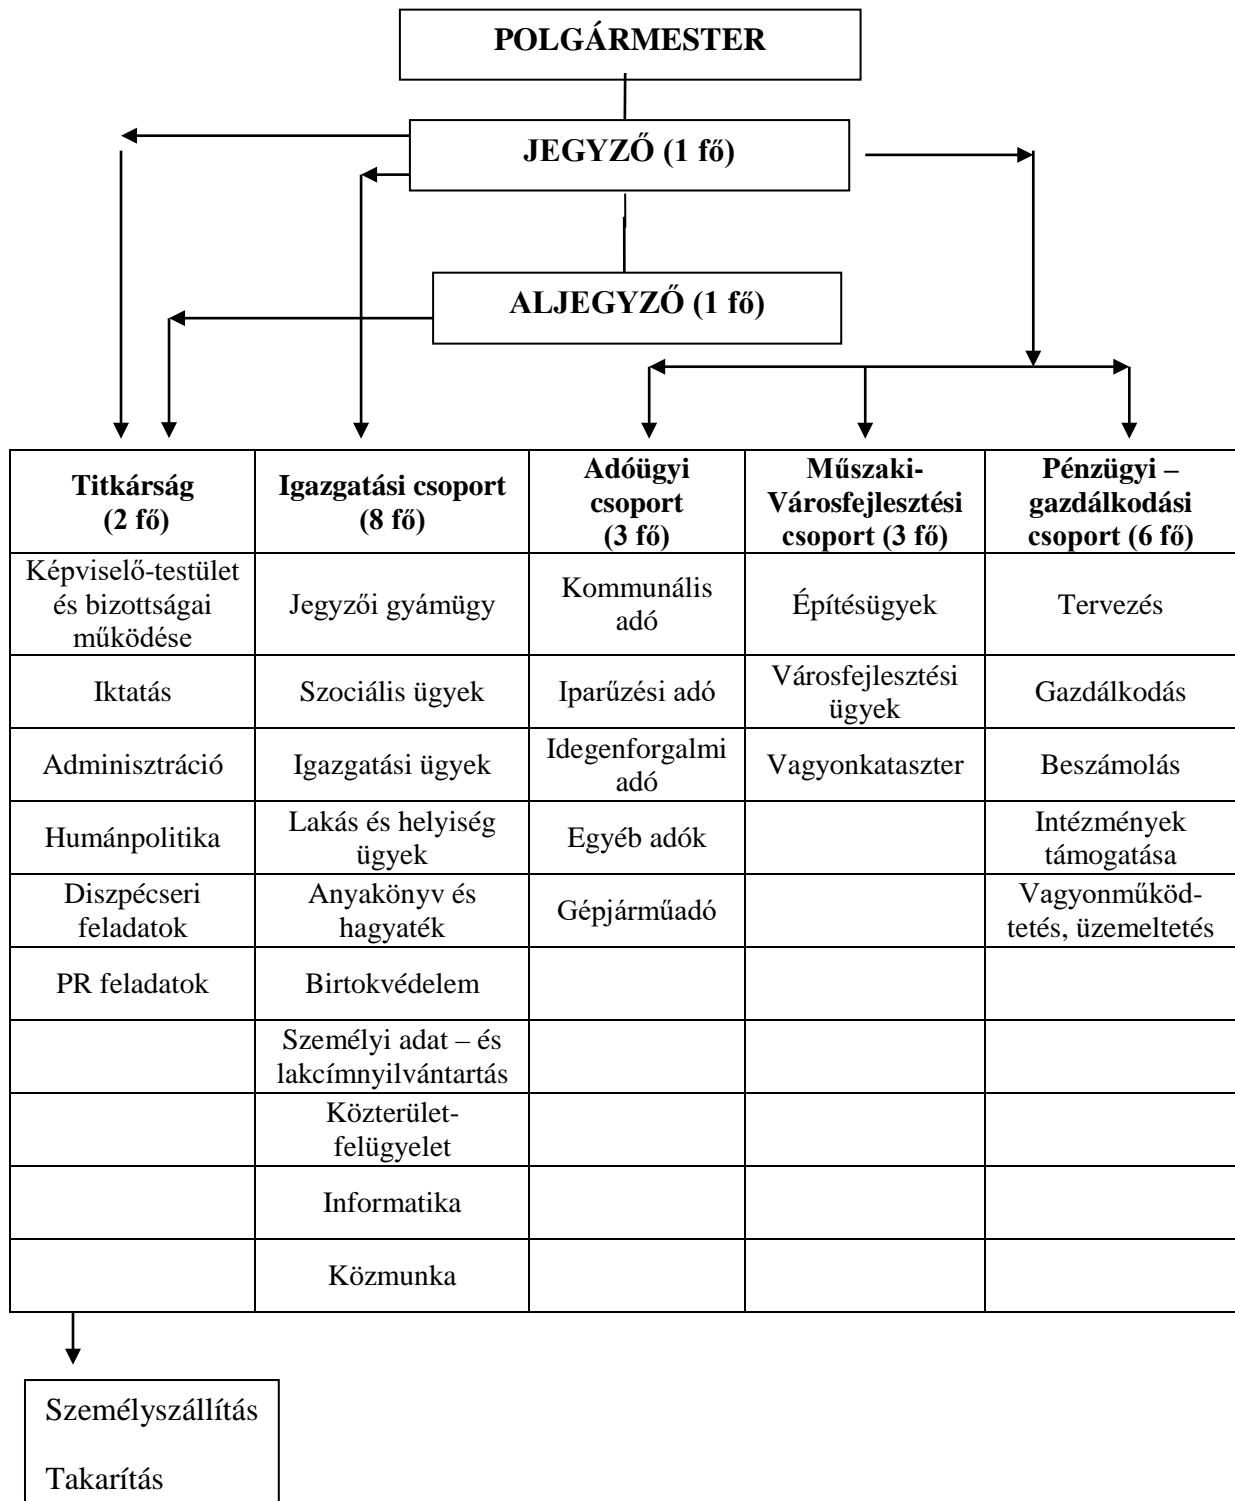 POLGÁRMESTER
JEGYZŐ (1 fő)
ALJEGYZŐ (1 fő)
Titkárság
(2 fő)
Igazgatási csoport
(8 fő)
Adóügyi
csoport
(3 fő)
Műszaki-
Városfejlesztési
csoport (3 fő)
Pénzügyi –
gazdálkodási
csoport (6 fő)
Képviselő-testület
és bizottságai
működése
Jegyzői gyámügy
Kommunális
adó
Építésügyek
Tervezés
Iktatás
Szociális ügyek
Iparűzési adó
Városfejlesztési
ügyek
Gazdálkodás
Adminisztráció
Igazgatási ügyek
Idegenforgalmi
adó
Vagyonkataszter
Beszámolás
Humánpolitika
Lakás és helyiség
ügyek
Egyéb adók
Intézmények
támogatása
Diszpécseri
feladatok
Anyakönyv és
hagyaték
Gépjárműadó
Vagyonműköd-
tetés, üzemeltetés
PR feladatok
Birtokvédelem
Személyi adat – és
lakcímnyilvántartás
Közterület-
felügyelet
Informatika
Közmunka
Személyszállítás
Takarítás